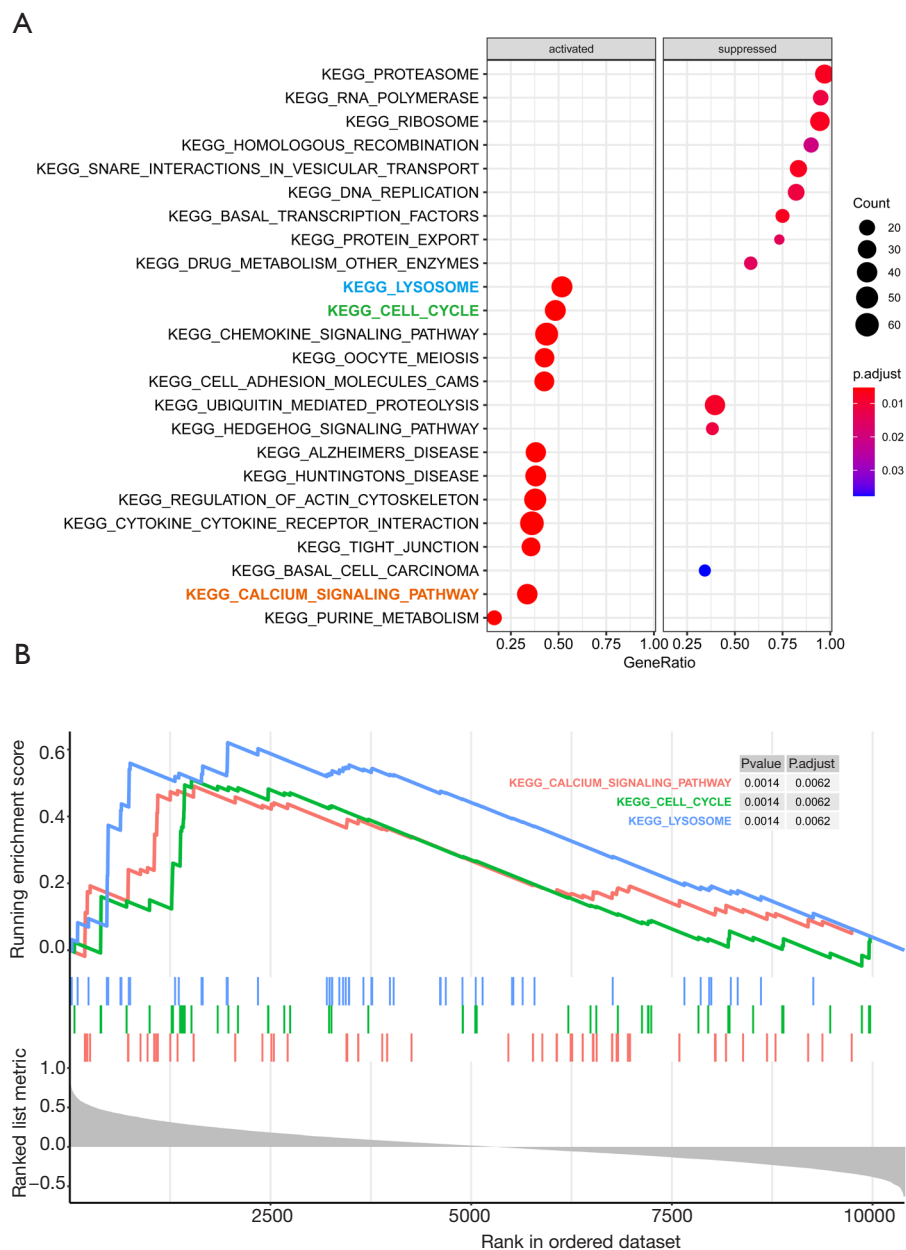 A
activated
suppressed
KEGG_PROTEASOME
KEGG_RNA_POLYMERASE
KEGG_RIBOSOME
KEGG_HOMOLOGOUS_RECOMBINATION
KEGG_SNARE_INTERACTIONS_IN_VESICULAR_TRANSPORT
KEGG_DNA_REPLICATION
KEGG_BASAL_TRANSCRIPTION_FACTORS
KEGG_PROTEIN_EXPORT
KEGG_DRUG_METABOLISM_OTHER_ENZYMES
KEGG_LYSOSOME
KEGG_CELL_CYCLE
KEGG_CHEMOKINE_SIGNALING_PATHWAY
KEGG_OOCYTE_MEIOSIS
KEGG_CELL_ADHESION_MOLECULES_CAMS
KEGG_UBIQUITIN_MEDIATED_PROTEOLYSIS
KEGG_HEDGEHOG_SIGNALING_PATHWAY
KEGG_ALZHEIMERS_DISEASE
KEGG_HUNTINGTONS_DISEASE
KEGG_REGULATION_OF_ACTIN_CYTOSKELETON
KEGG_CYTOKINE_CYTOKINE_RECEPTOR_INTERACTION
KEGG_TIGHT_JUNCTION
KEGG_BASAL_CELL_CARCINOMA
KEGG_CALCIUM_SIGNALING_PATHWAY
KEGG_PURINE_METABOLISM
0.25 0.50 0.75 1.00 0.25 0.50 0.75 1.00
GeneRatio
Count
20
30
40
50
60
p.adjust
0.01
0.02
0.03
B
Running enrichment score
0.6
0.4
0.2
0.0
Pvalue P.adjust
KEGG_CALCIUM_SIGNALING_PATHWAY 0.0014 0.0062
KEGG_CELL_CYCLE 0.0014 0.0062
KEGG_LYSOSOME 0.0014 0.0062
Ranked list metric
1.0
0.5
0.0
−0.5
2500 5000 7500 10000
Rank in ordered dataset